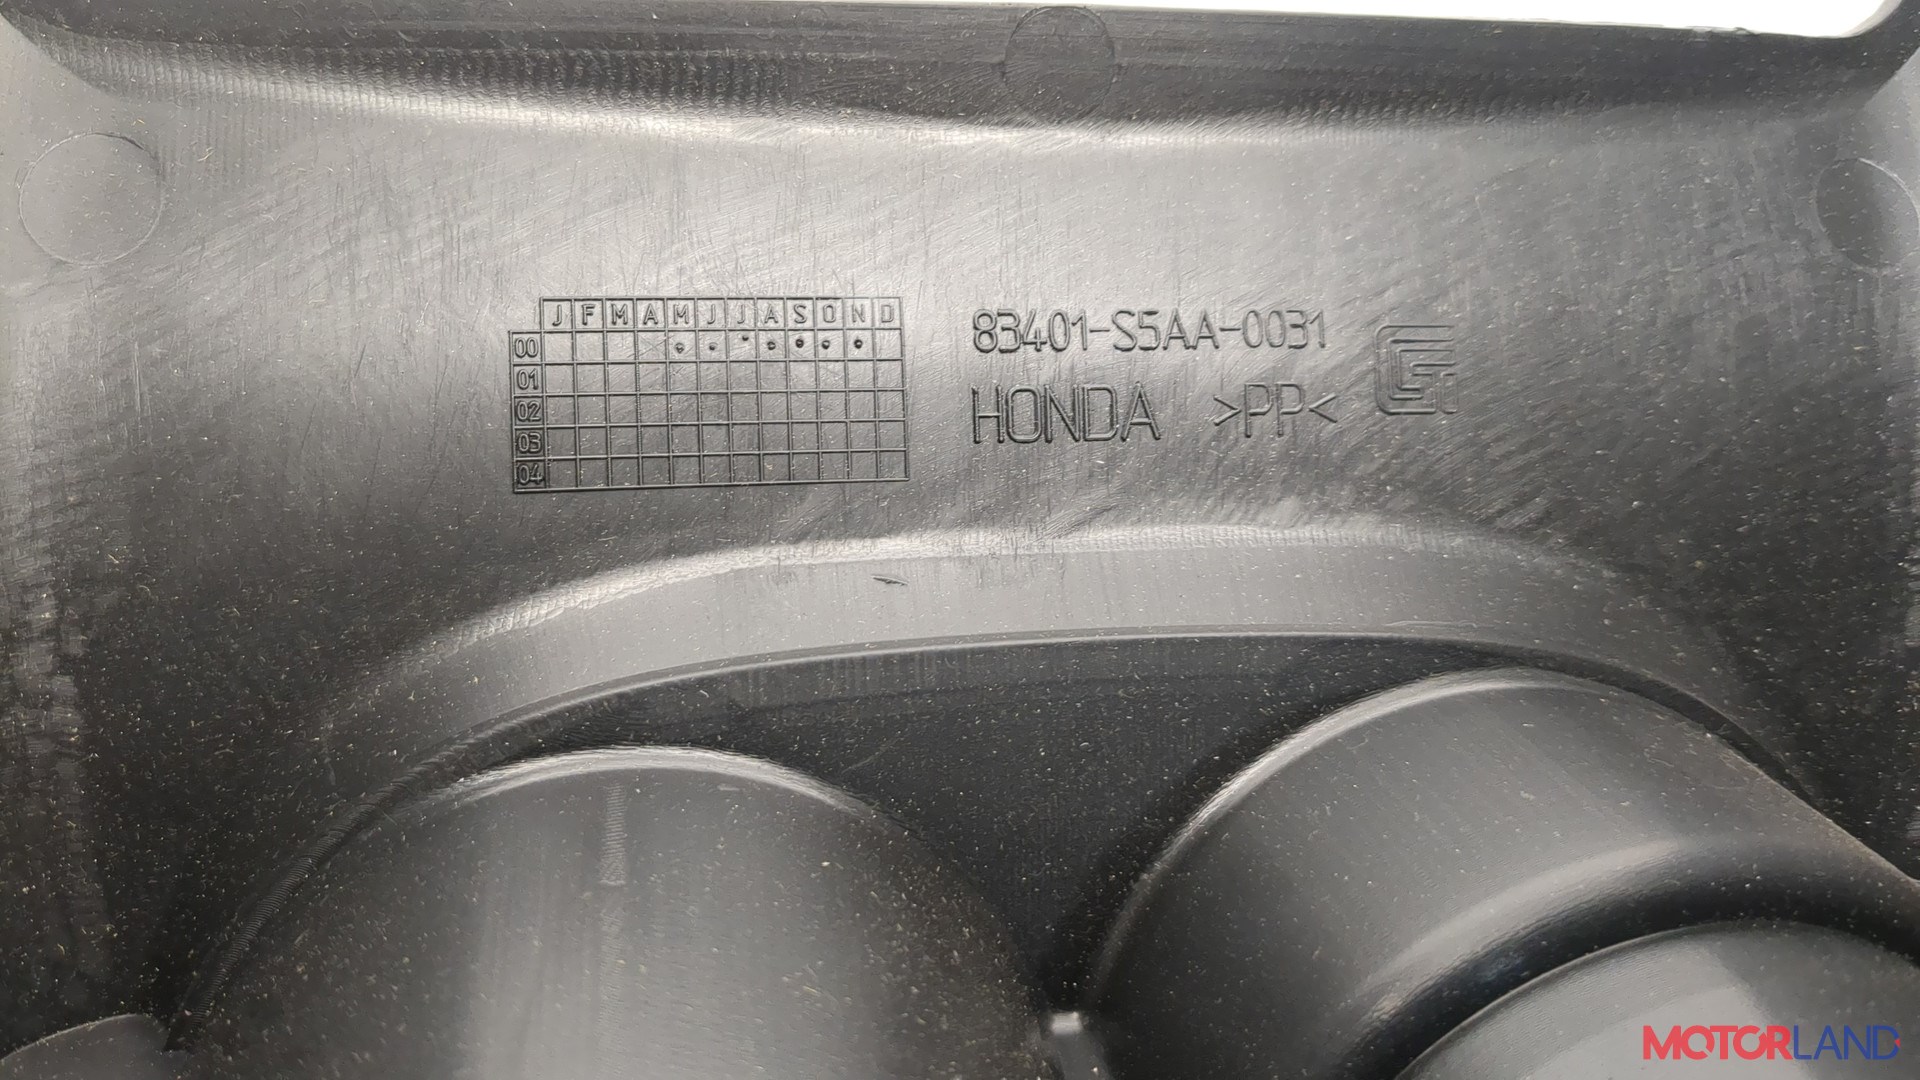 J F M A M J J A S O N D
00
01
02
03
04
83401-S5AA-0031
HONDA >PP<
MOTORLAND